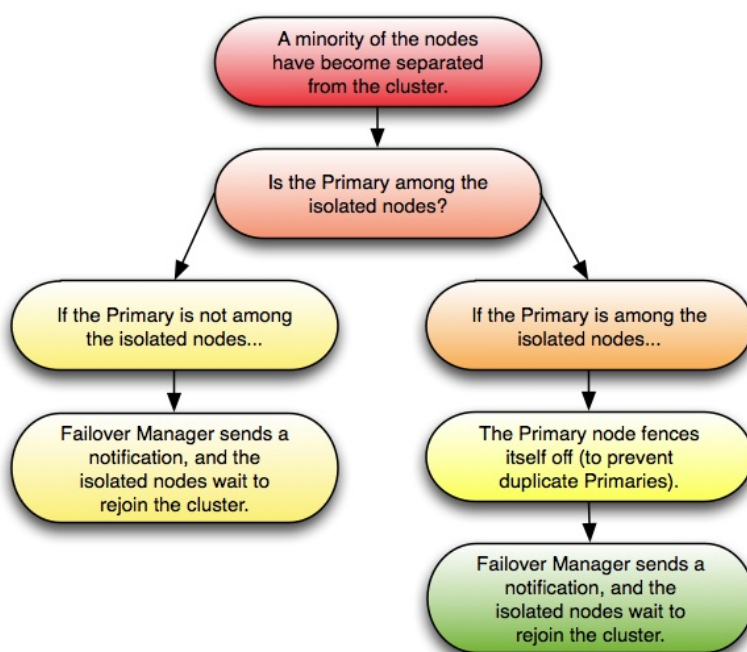 A minority of the nodes
have become separated
from the cluster.
Is the Primary among the
isolated nodes?
If the Primary is not among
the isolated nodes...
If the Primary is among the
isolated nodes...
Failover Manager sends a
notification, and the
isolated nodes wait to
rejoin the cluster.
The Primary node fences
itself off (to prevent
duplicate Primaries).
Failover Manager sends a
notification, and the
isolated nodes wait to
rejoin the cluster.